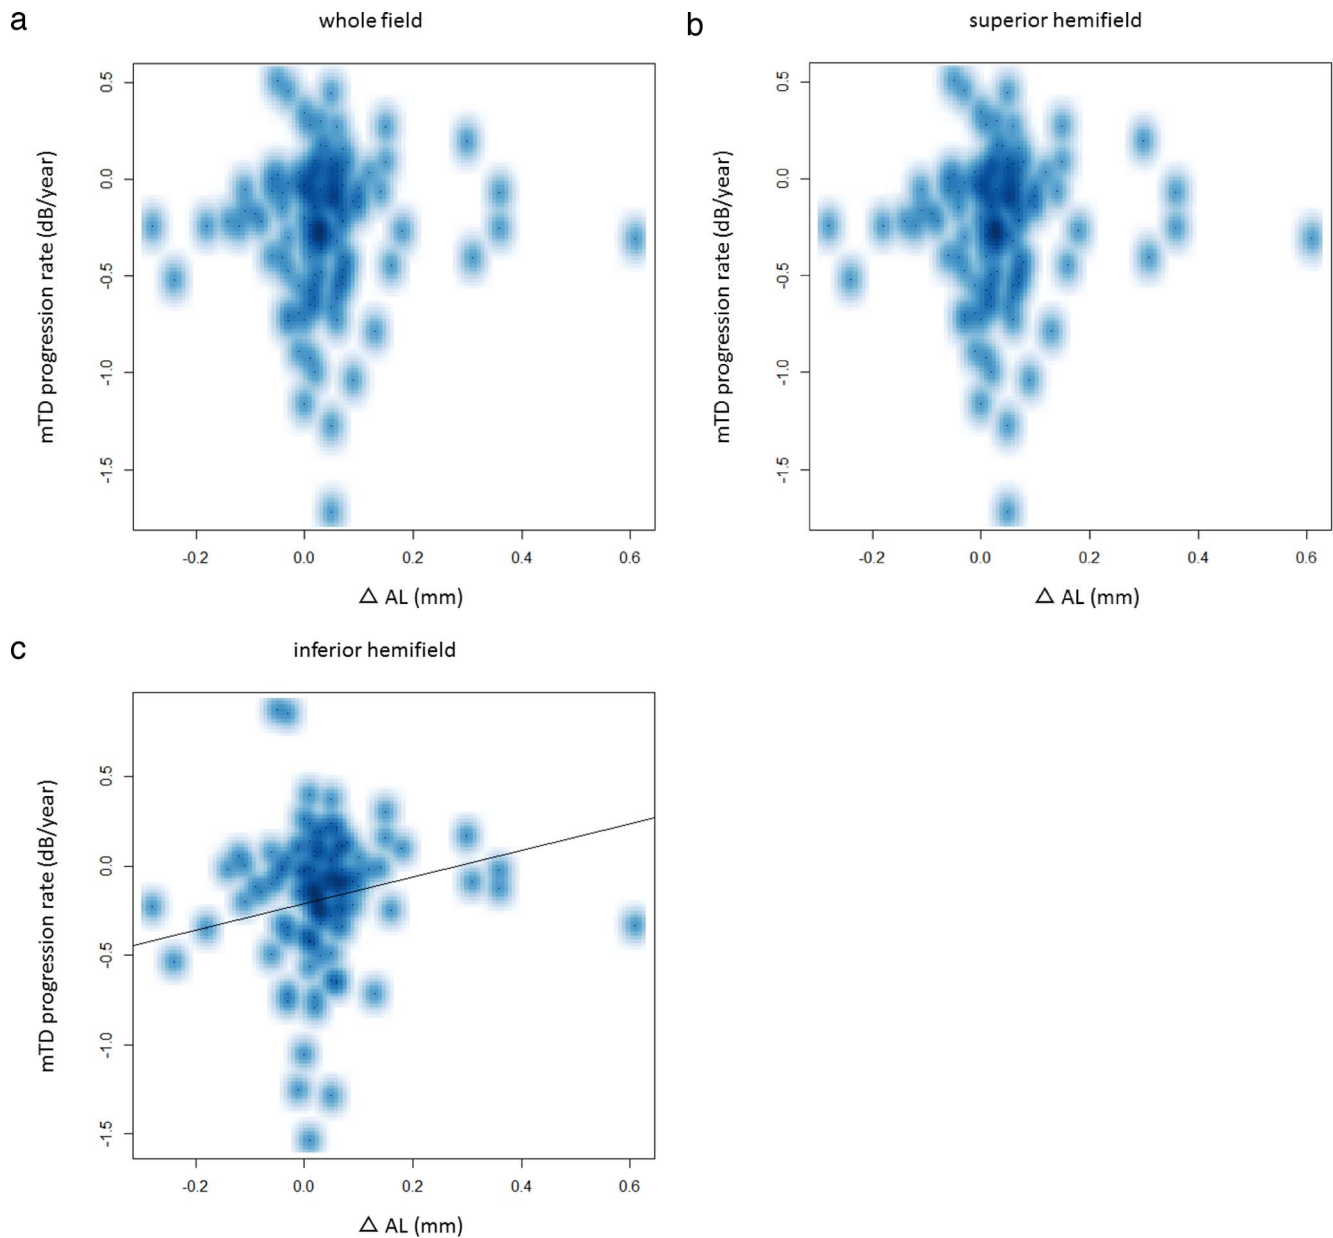 a
whole field
mTD progression rate (dB/year)
0.5
0.0
-0.5
-1.0
-1.5
-0.2 0.0 0.2 0.4 0.6
△ AL (mm)
b
superior hemifield
mTD progression rate (dB/year)
0.5
0.0
-0.5
-1.0
-1.5
-0.2 0.0 0.2 0.4 0.6
△ AL (mm)
c
inferior hemifield
mTD progression rate (dB/year)
0.5
0.0
-0.5
-1.0
-1.5
-0.2 0.0 0.2 0.4 0.6
△ AL (mm)